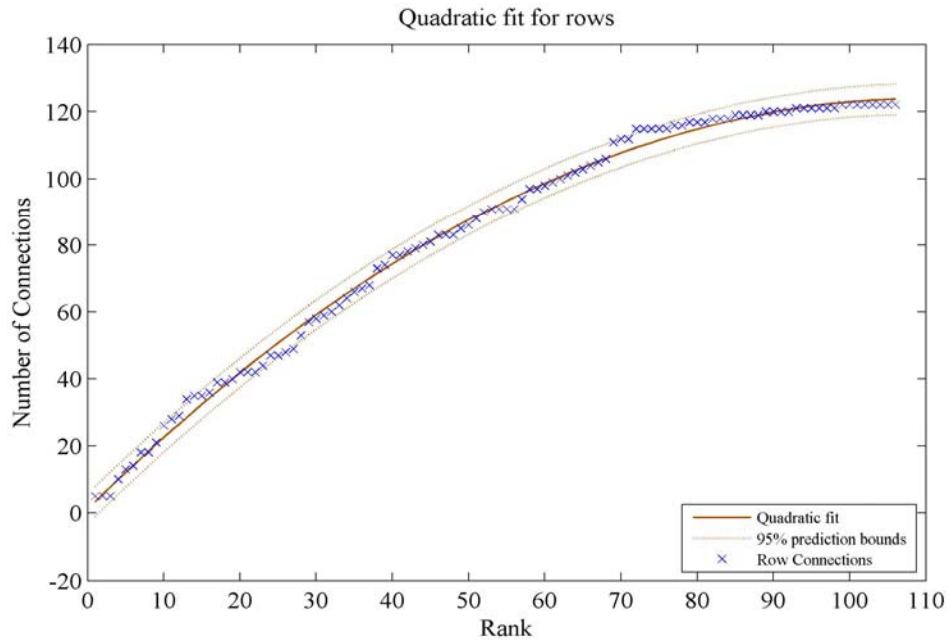 Quadratic fit for rows
140
120
100
80
60
40
20
0
-20
Number of Connections
0 10 20 30 40 50 60 70 80 90 100 110
Rank
Quadratic fit
95% prediction bounds
Row Connections